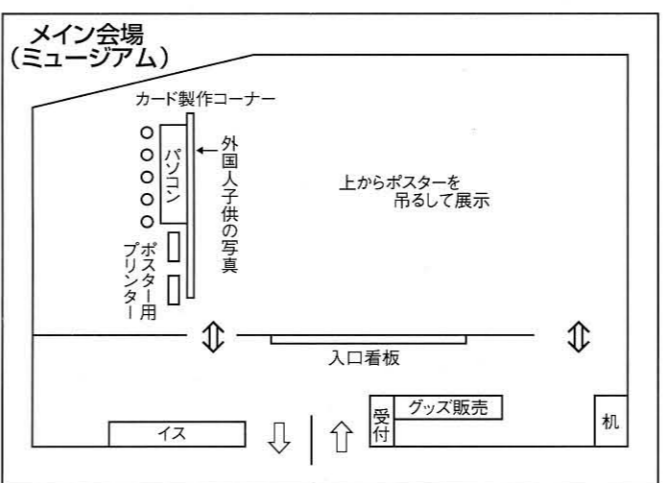 メイン会場
(ミュージアム)
カード製作コーナー
パソコン
外国人子供の写真
ポスター用
プリンター
上からポスターを
吊るして展示
入口看板
イス
受付
グッズ販売
机